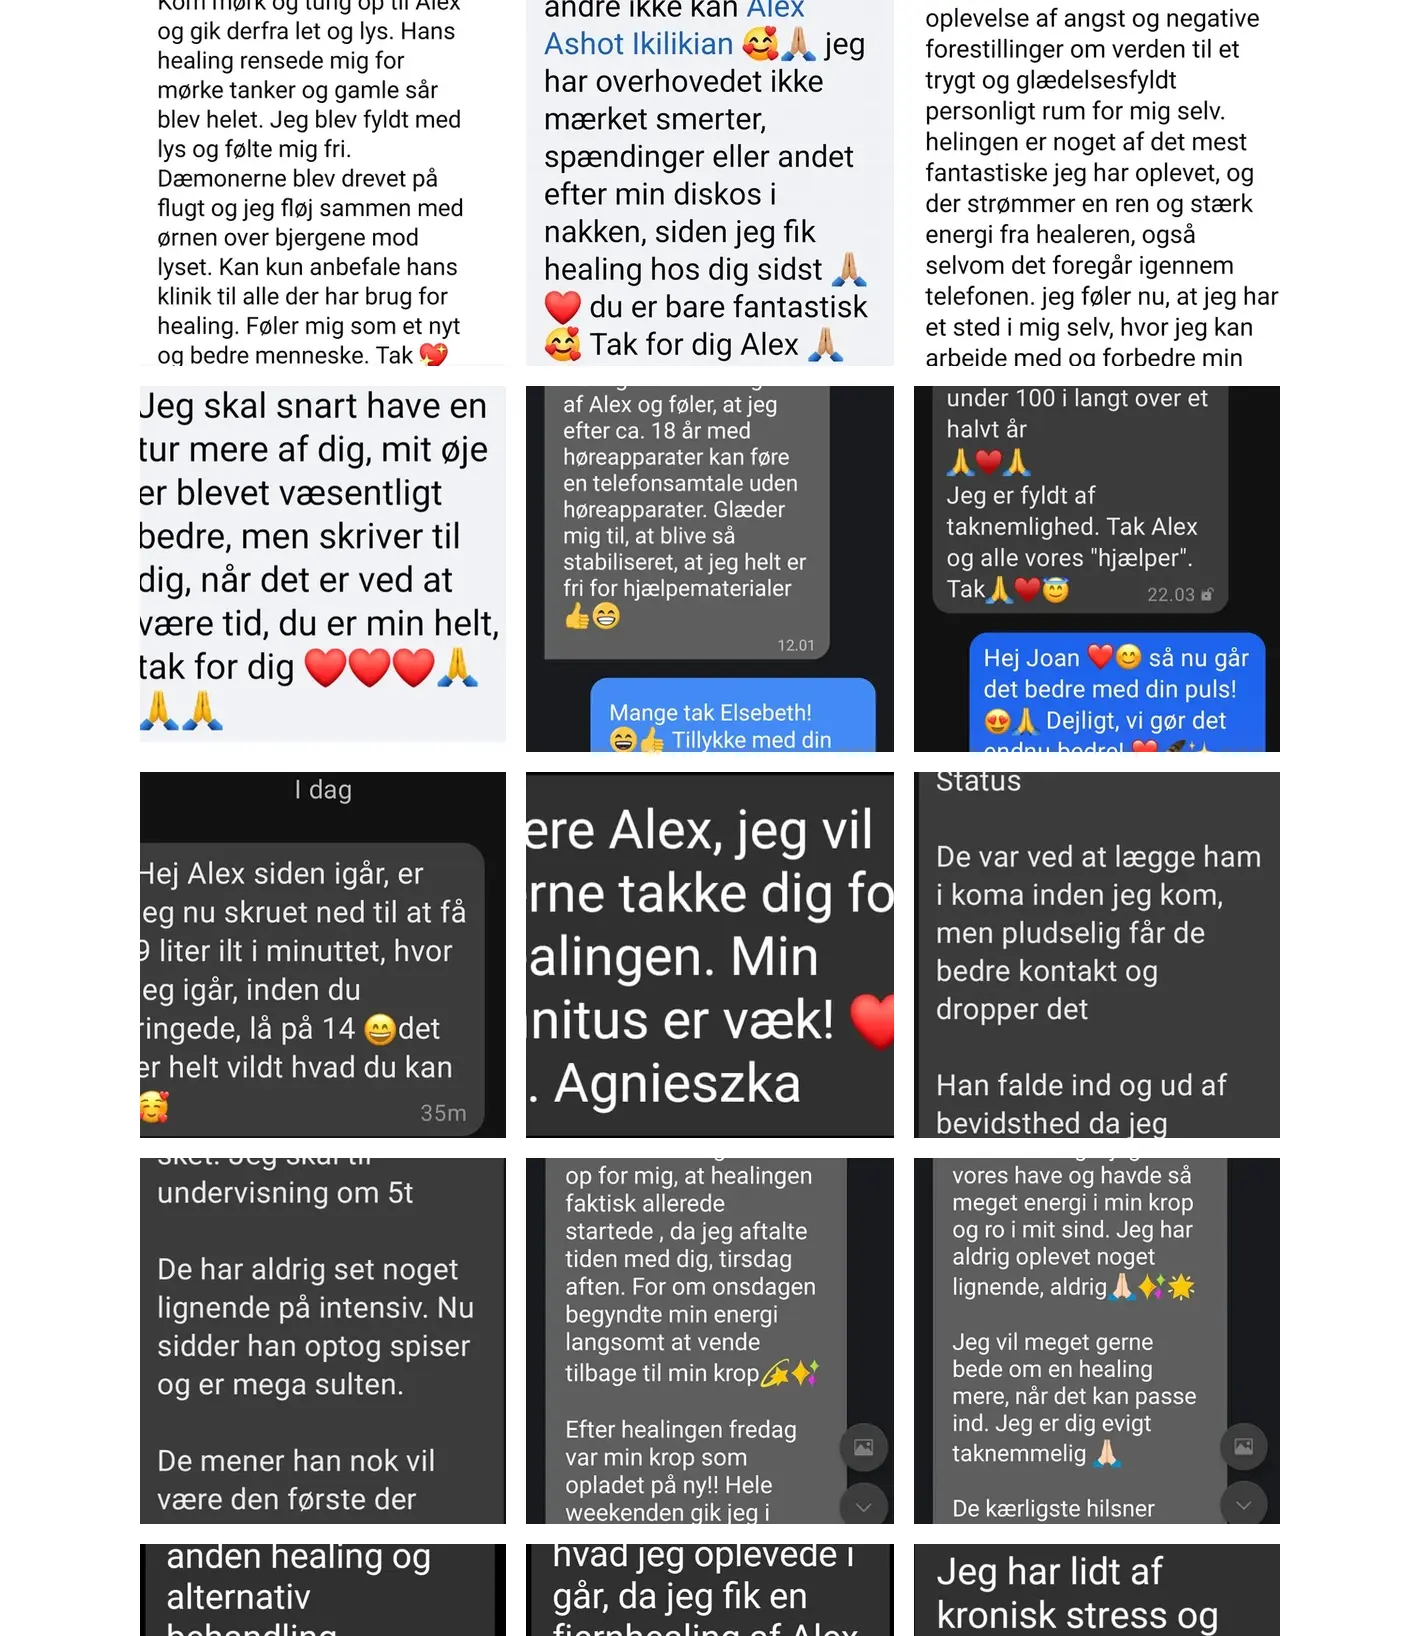 Kom mørk og tung op til Alex
og gik derfra let og lys. Hans
healing rensede mig for
mørke tanker og gamle sår
blev helet. Jeg blev fyldt med
lys og følte mig fri.
Dæmonerne blev drevet på
flugt og jeg fløj sammen med
ørnen over bjergene mod
lyset. Kan kun anbefale hans
klinik til alle der har brug for
healing. Føler mig som et nyt
og bedre menneske. Tak 💖
andre ikke kan Alex
Ashot Ikilikian 🥰🙏🏼 jeg
har overhovedet ikke
mærket smerter,
spændinger eller andet
efter min diskos i
nakken, siden jeg fik
healing hos dig sidst 🙏🏼
❤️ du er bare fantastisk
🥰 Tak for dig Alex 🙏🏼
oplevelse af angst og negative
forestillinger om verden til et
trygt og glædelsesfyldt
personligt rum for mig selv.
helingen er noget af det mest
fantastiske jeg har oplevet, og
der strømmer en ren og stærk
energi fra healeren, også
selvom det foregår igennem
telefonen. jeg føler nu, at jeg har
et sted i mig selv, hvor jeg kan
arbejde med og forbedre min
Jeg skal snart have en
tur mere af dig, mit øje
er blevet væsentligt
bedre, men skriver til
dig, når det er ved at
være tid, du er min helt,
tak for dig ❤️❤️❤️🙏
🙏🙏
af Alex og føler, at jeg
efter ca. 18 år med
høreapparater kan føre
en telefonsamtale uden
høreapparater. Glæder
mig til, at blive så
stabiliseret, at jeg helt er
fri for hjælpematerialer
👍😁
12.01
Mange tak Elsebeth!
😄👍 Tillykke med din
under 100 i langt over et
halvt år
🙏❤️🙏
Jeg er fyldt af
taknemlighed. Tak Alex
og alle vores "hjælper".
Tak🙏❤️😇
22.03
Hej Joan ❤️😊 så nu går
det bedre med din puls!
😍🙏 Dejligt, vi gør det
endnu bedre! ❤️🪶✨
I dag
Hej Alex siden igår, er
jeg nu skruet ned til at få
9 liter ilt i minuttet, hvor
jeg igår, inden du
ringede, lå på 14 😄det
er helt vildt hvad du kan
🥰
35m
ere Alex, jeg vil
rne takke dig fo
alingen. Min
nitus er væk! ❤️
. Agnieszka
Status
De var ved at lægge ham
i koma inden jeg kom,
men pludselig får de
bedre kontakt og
dropper det
Han falde ind og ud af
bevidsthed da jeg
sket. Jeg skal til
undervisning om 5t
De har aldrig set noget
lignende på intensiv. Nu
sidder han optog spiser
og er mega sulten.
De mener han nok vil
være den første der
op for mig, at healingen
faktisk allerede
startede , da jeg aftalte
tiden med dig, tirsdag
aften. For om onsdagen
begyndte min energi
langsomt at vende
tilbage til min krop💫✨
Efter healingen fredag
var min krop som
opladet på ny!! Hele
weekenden gik jeg i
vores have og havde så
meget energi i min krop
og ro i mit sind. Jeg har
aldrig oplevet noget
lignende, aldrig🙏🏻✨🌟
Jeg vil meget gerne
bede om en healing
mere, når det kan passe
ind. Jeg er dig evigt
taknemmelig 🙏🏻
De kærligste hilsner
anden healing og
alternativ
behandling
hvad jeg oplevede i
går, da jeg fik en
fjernhealing af Alex
Jeg har lidt af
kronisk stress og